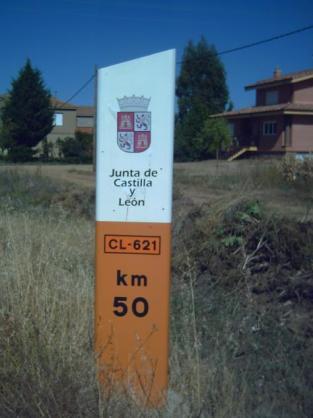 Junta de
Castilla
y
León
CL-621
km
50